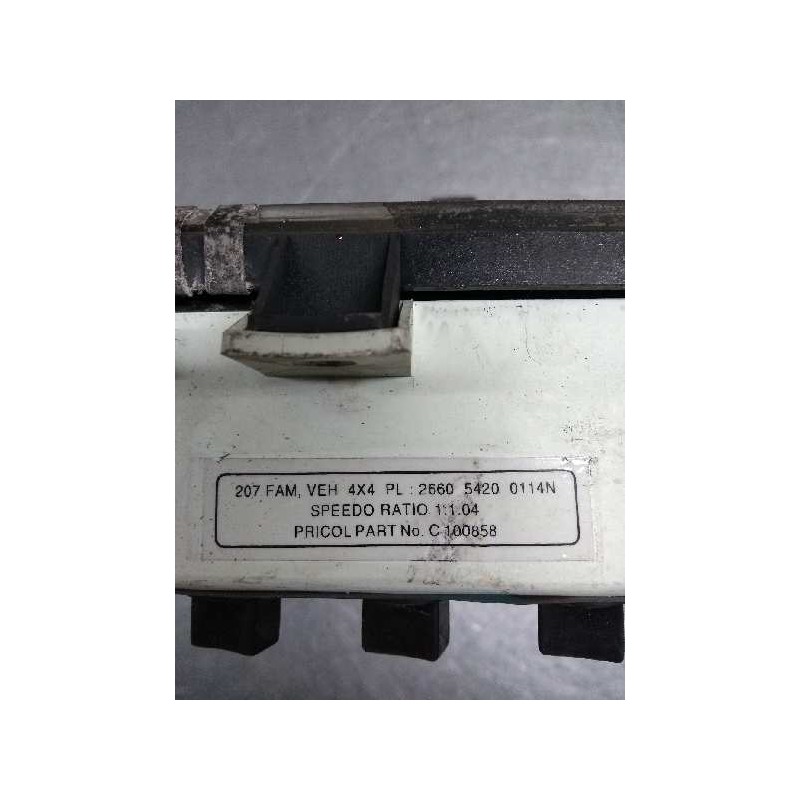 207 FAM, VEH 4X4 PL : 2660 5420 0114N
SPEEDO RATIO 1:1.04
PRICOL PART No. C 100858